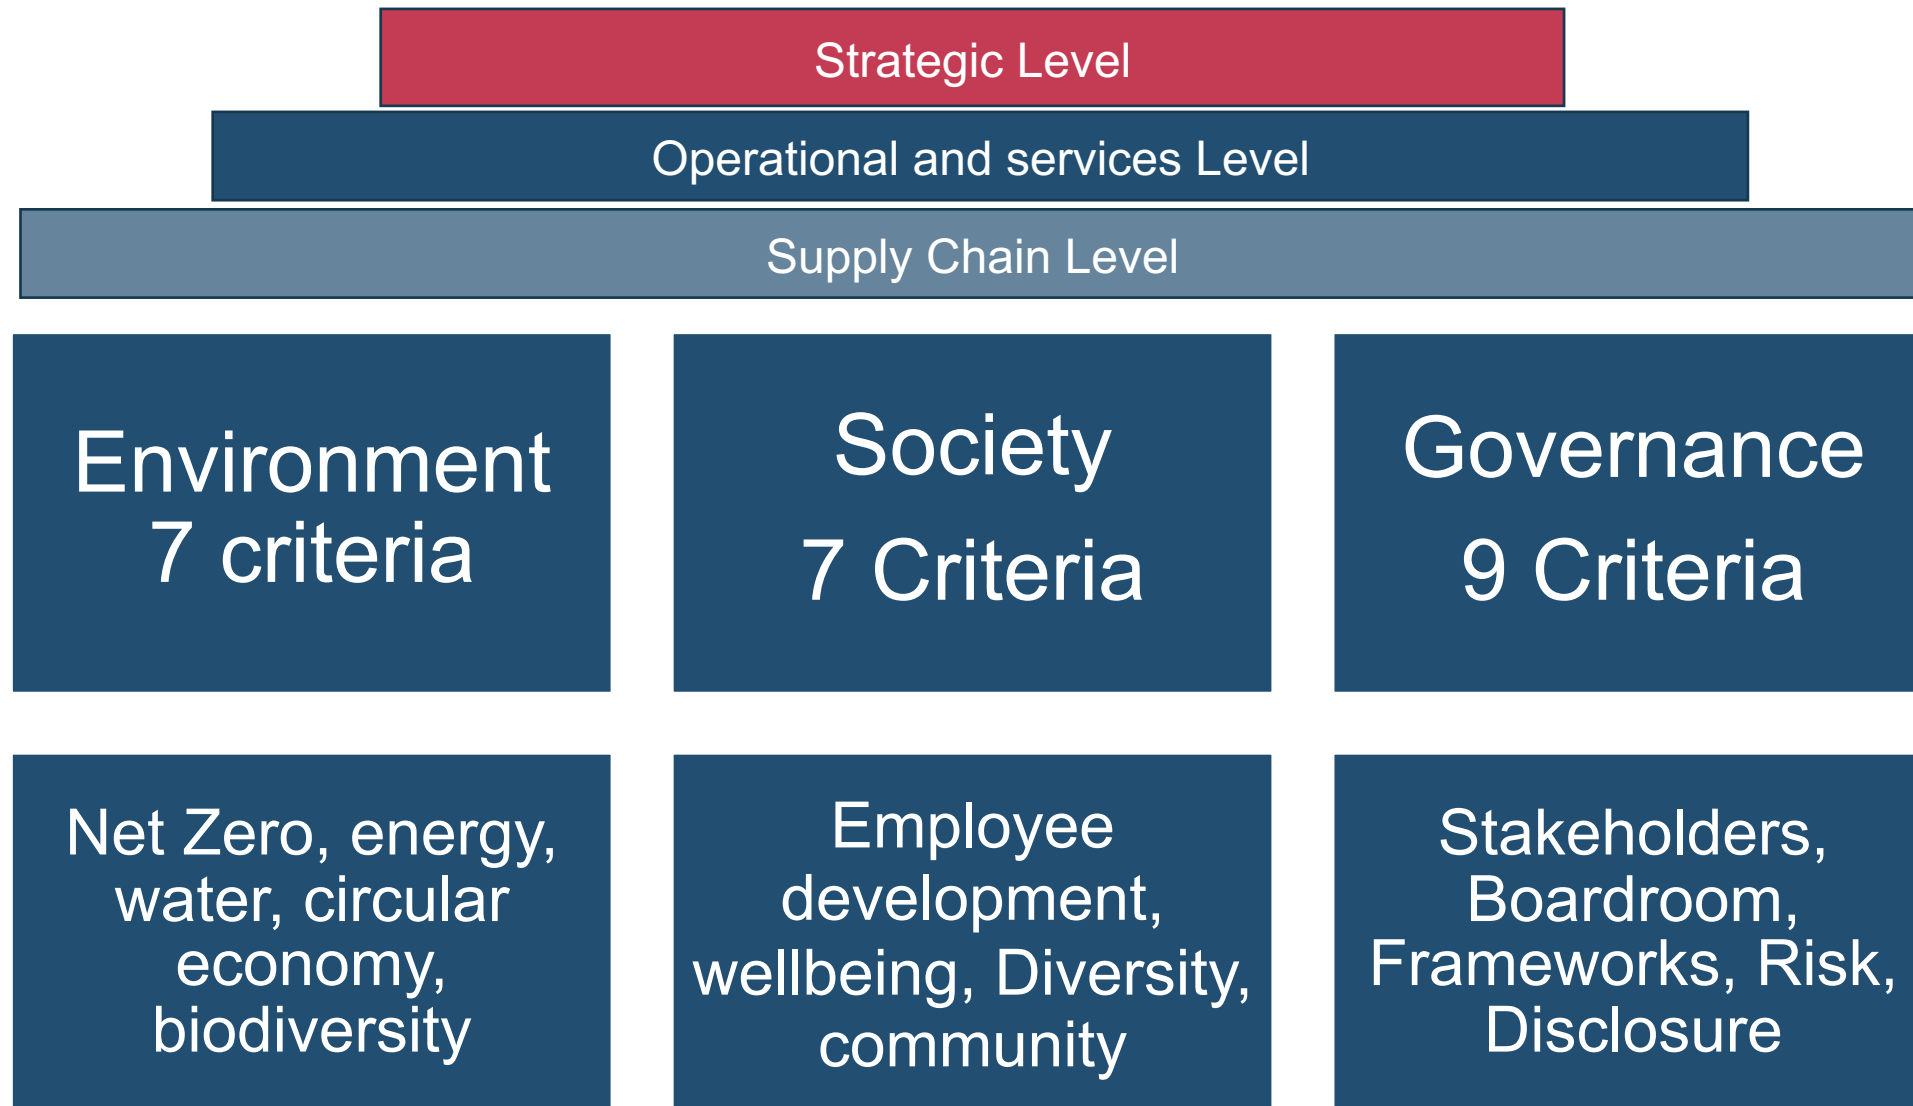 Strategic Level
Operational and services Level
Supply Chain Level
Environment
7 criteria
Society
7 Criteria
Governance
9 Criteria
Net Zero, energy,
water, circular
economy,
biodiversity
Employee
development,
wellbeing, Diversity,
community
Stakeholders,
Boardroom,
Frameworks, Risk,
Disclosure